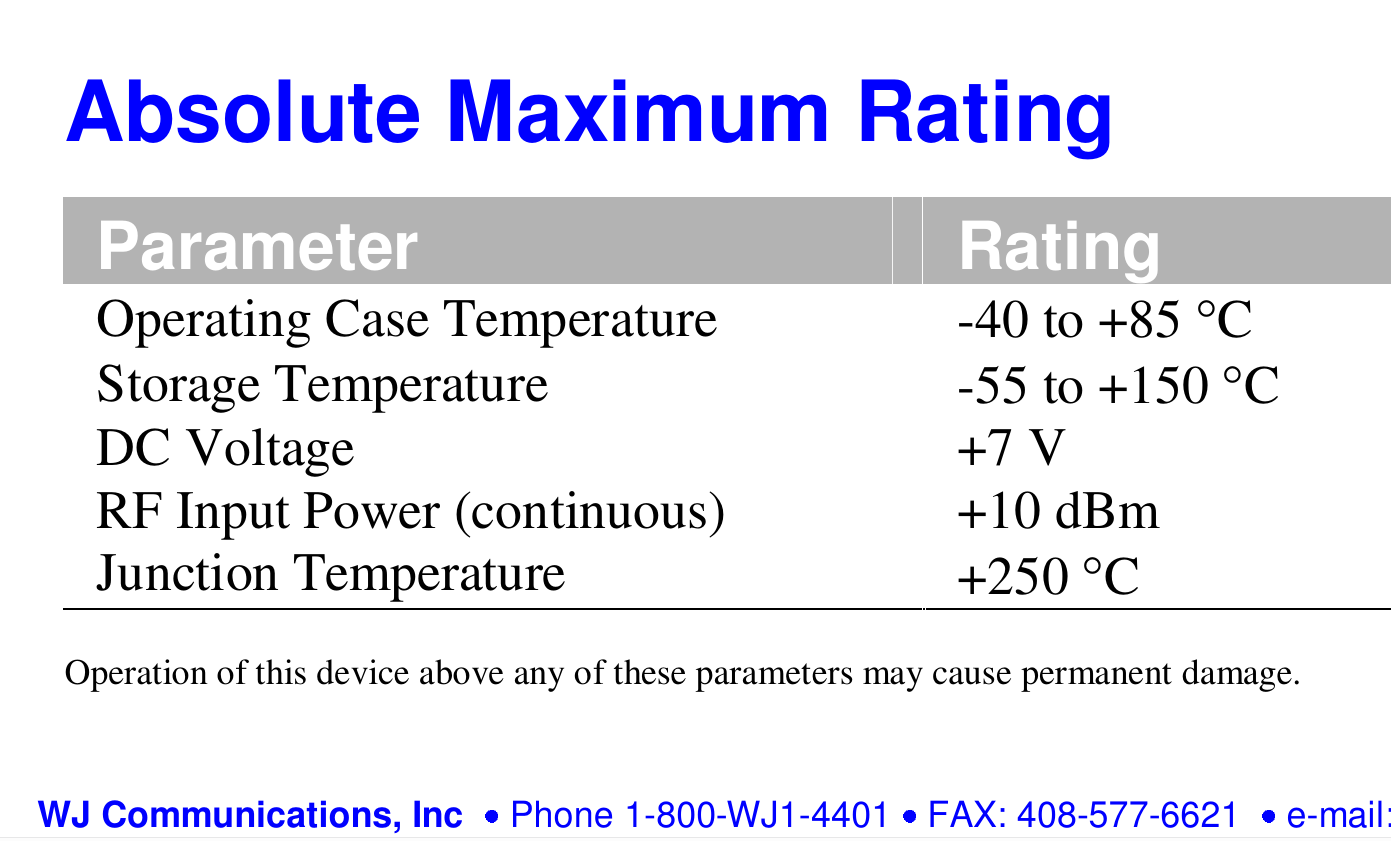 Absolute Maximum Rating
Parameter Rating
Operating Case Temperature -40 to +85 °C
Storage Temperature -55 to +150 °C
DC Voltage +7 V
RF Input Power (continuous) +10 dBm
Junction Temperature +250 °C
Operation of this device above any of these parameters may cause permanent damage.
WJ Communications, Inc • Phone 1-800-WJ1-4401 • FAX: 408-577-6621 • e-mail: